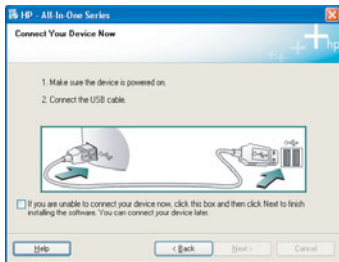 HP - All-In-One Series
Connect Your Device Now
hp
1. Make sure the device is powered on.
2. Connect the USB cable.
If you are unable to connect your device now, click this box and then click Next to finish
installing the software. You can connect your device later.
Help
< Back
Next >
Cancel